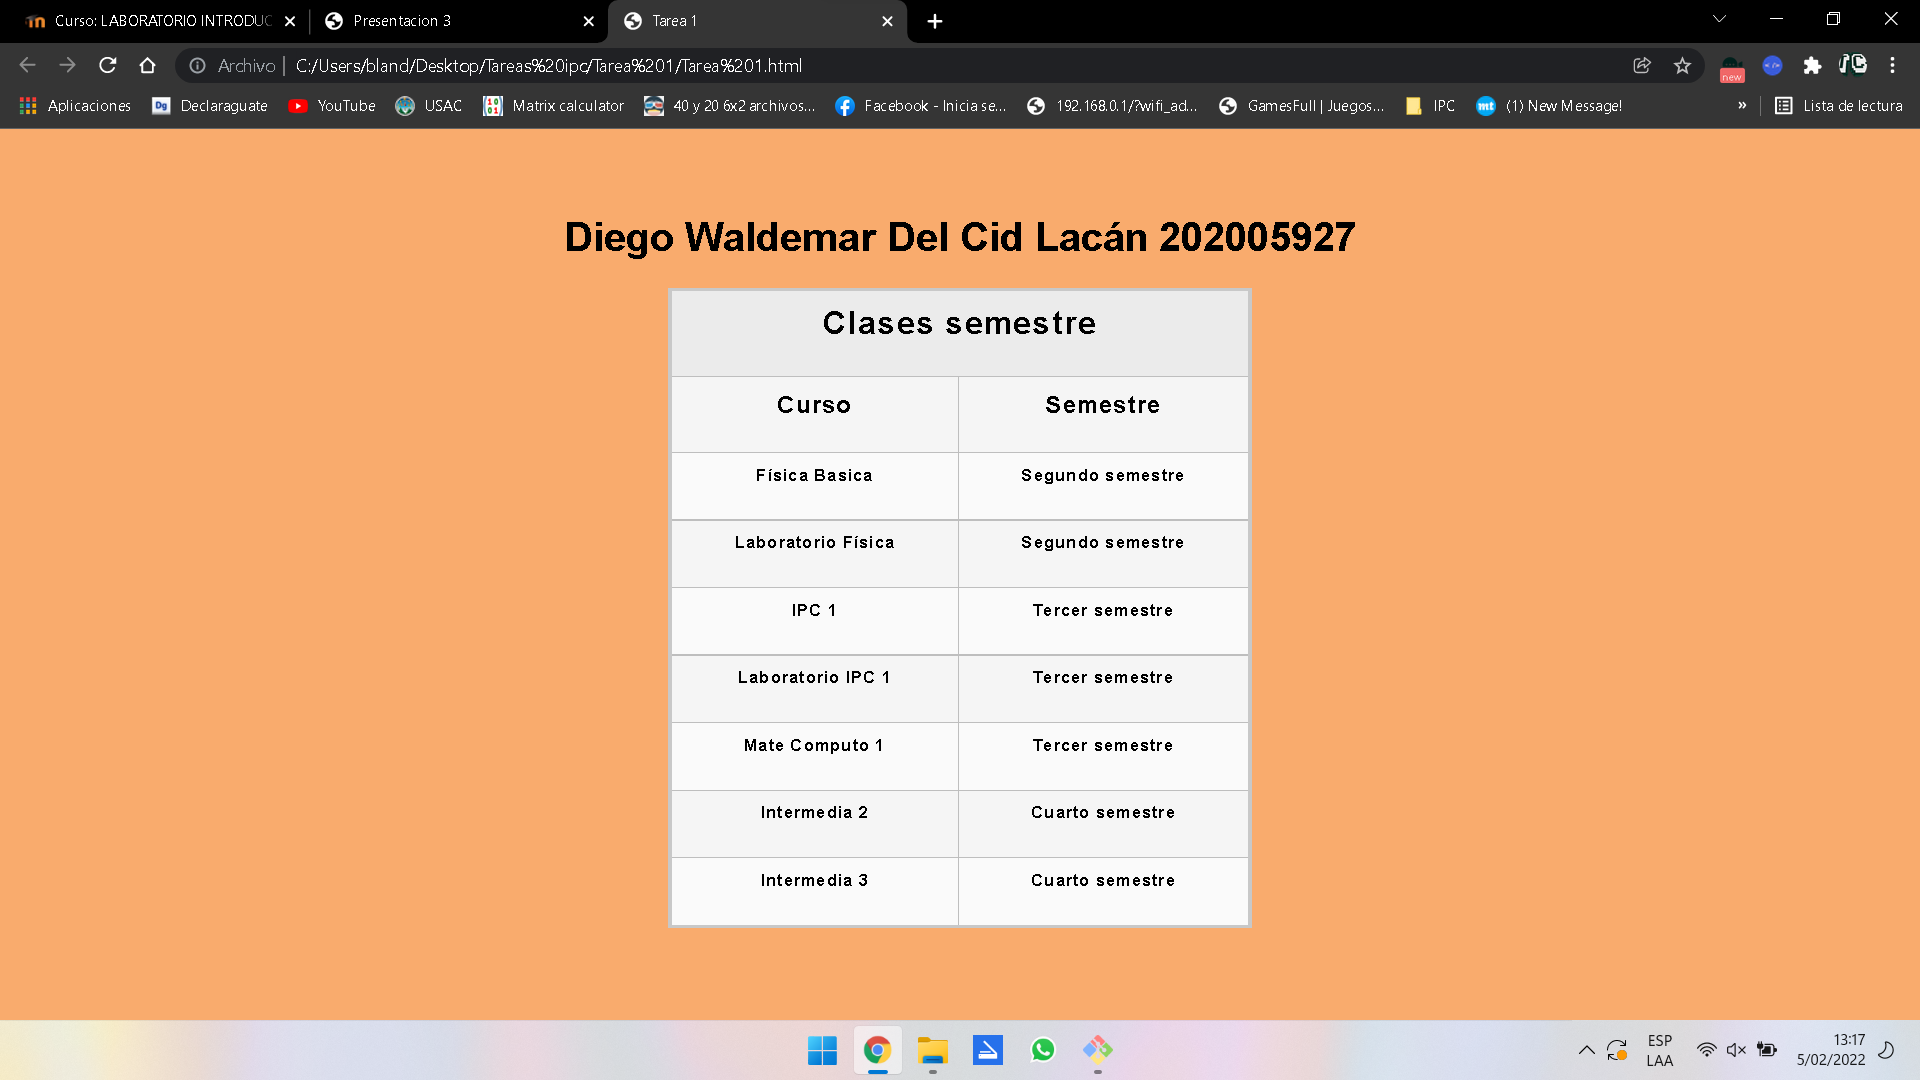 Curso: LABORATORIO INTRODUC
Presentacion 3
Tarea 1
Archivo
C:/Users/bland/Desktop/Tareas%20ipc/Tarea%201/Tarea%201.html
new
Aplicaciones
Dg Declaraguate
YouTube
USAC
Matrix calculator
40 y 20 6x2 archivos...
Facebook - Inicia se...
192.168.0.1/?wifi_ad...
GamesFull | Juegos...
IPC
mt (1) New Message!
»
Lista de lectura
Diego Waldemar Del Cid Lacán 202005927
Clases semestre
Curso Semestre
Física Basica Segundo semestre
Laboratorio Física Segundo semestre
IPC 1 Tercer semestre
Laboratorio IPC 1 Tercer semestre
Mate Computo 1 Tercer semestre
Intermedia 2 Cuarto semestre
Intermedia 3 Cuarto semestre
ESP
LAA
13:17
5/02/2022